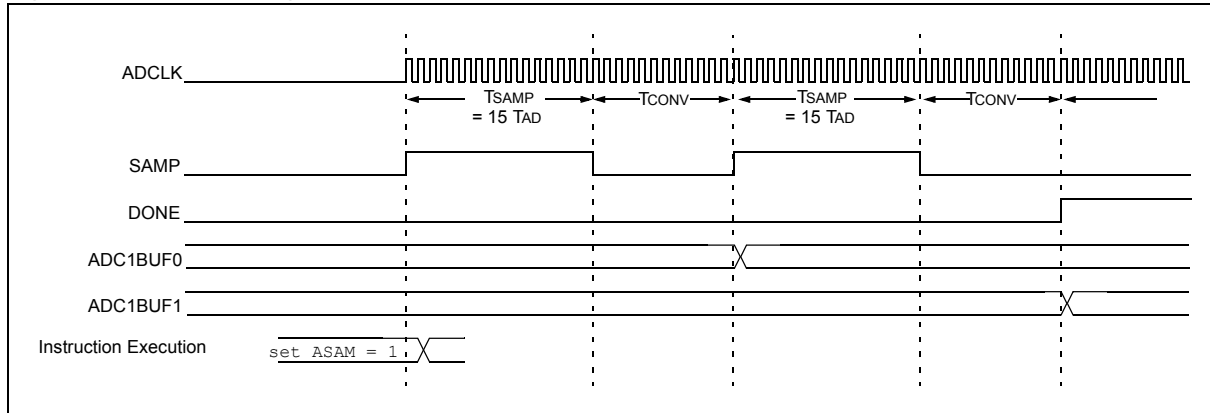 ADCLK
TSAMP
= 15 TAD
TCONV
TSAMP
= 15 TAD
TCONV
SAMP
DONE
ADC1BUF0
ADC1BUF1
Instruction Execution
set ASAM = 1